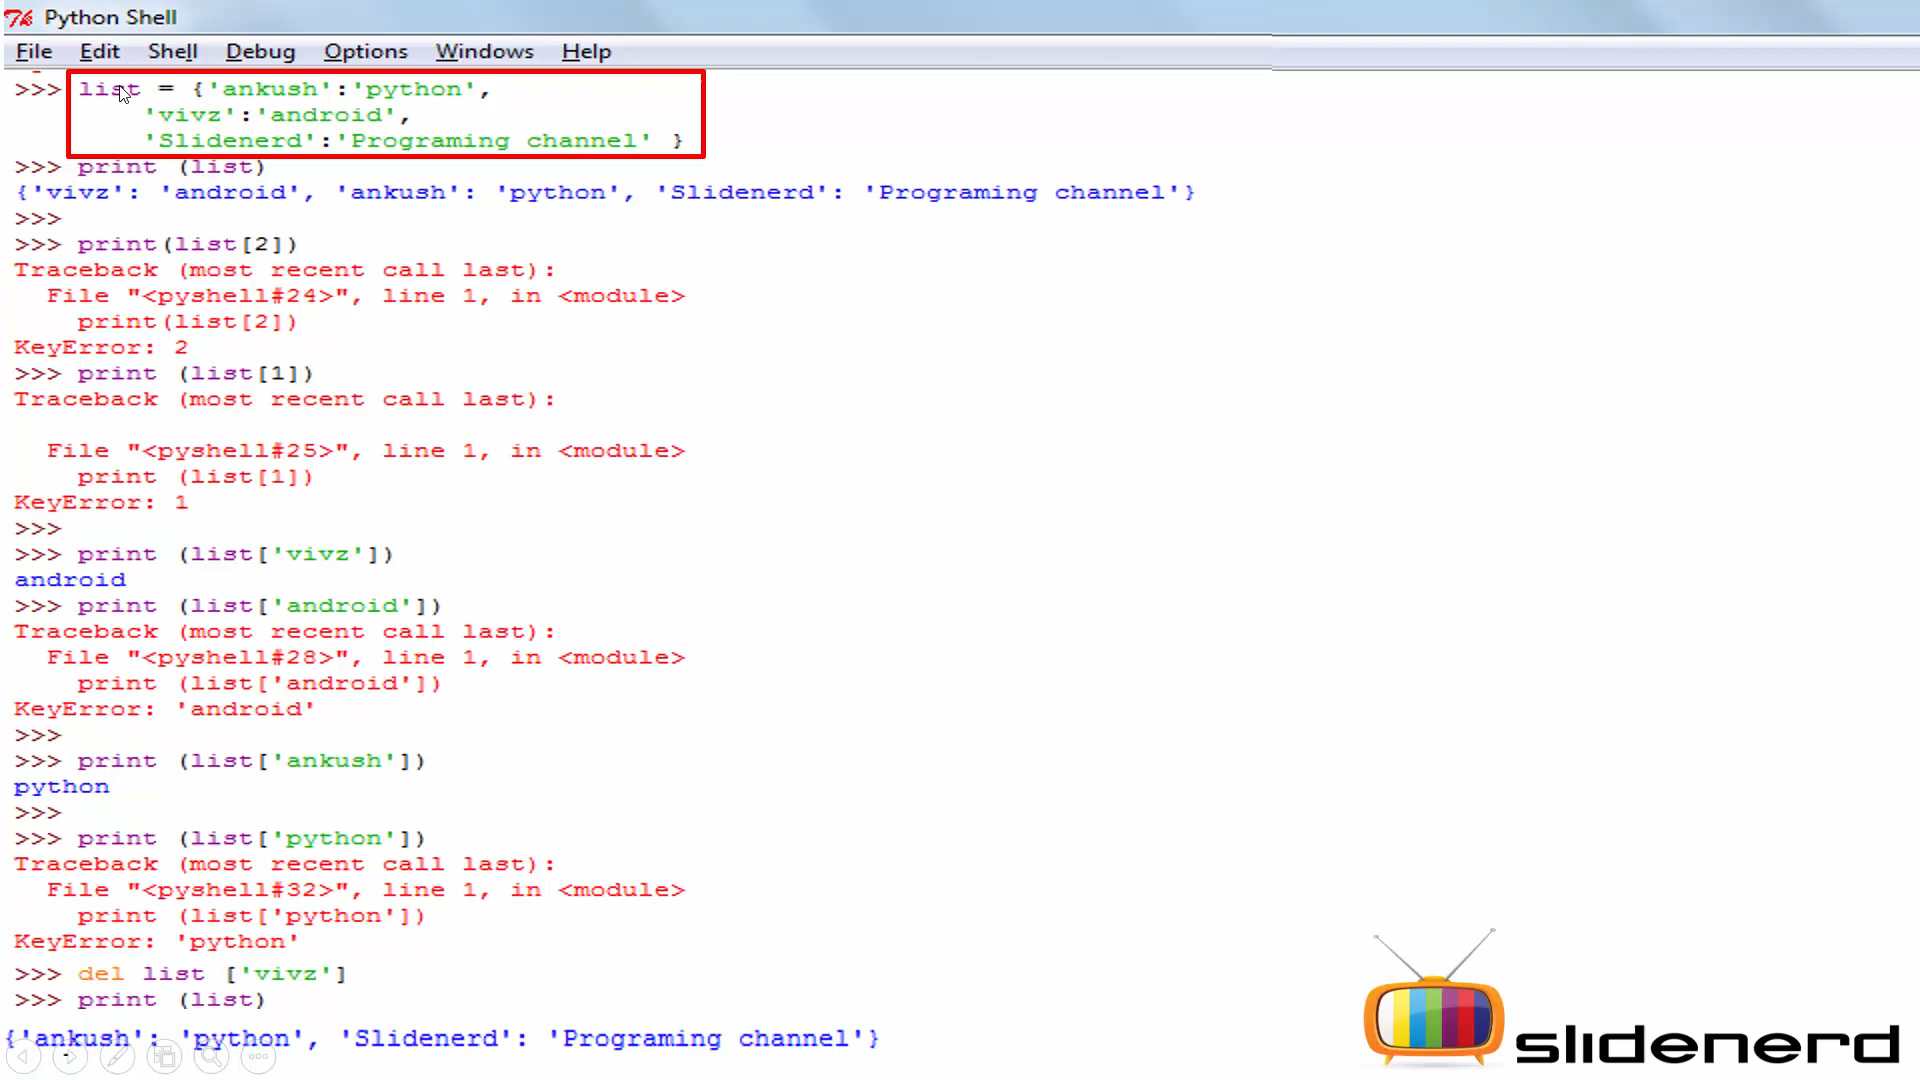 Python Shell
File Edit Shell Debug Options Windows Help
>>> list = {'ankush':'python',
'vivz':'android',
'Slidenerd':'Programing channel' }
>>> print (list)
{'vivz': 'android', 'ankush': 'python', 'Slidenerd': 'Programing channel'}
>>>
>>> print(list[2])
Traceback (most recent call last):
  File "<pyshell#24>", line 1, in <module>
    print(list[2])
KeyError: 2
>>> print (list[1])
Traceback (most recent call last):
  File "<pyshell#25>", line 1, in <module>
    print (list[1])
KeyError: 1
>>>
>>> print (list['vivz'])
android
>>> print (list['android'])
Traceback (most recent call last):
  File "<pyshell#28>", line 1, in <module>
    print (list['android'])
KeyError: 'android'
>>>
>>> print (list['ankush'])
python
>>>
>>> print (list['python'])
Traceback (most recent call last):
  File "<pyshell#32>", line 1, in <module>
    print (list['python'])
KeyError: 'python'
>>> del list ['vivz']
>>> print (list)
{'ankush': 'python', 'Slidenerd': 'Programing channel'}
slidenerd